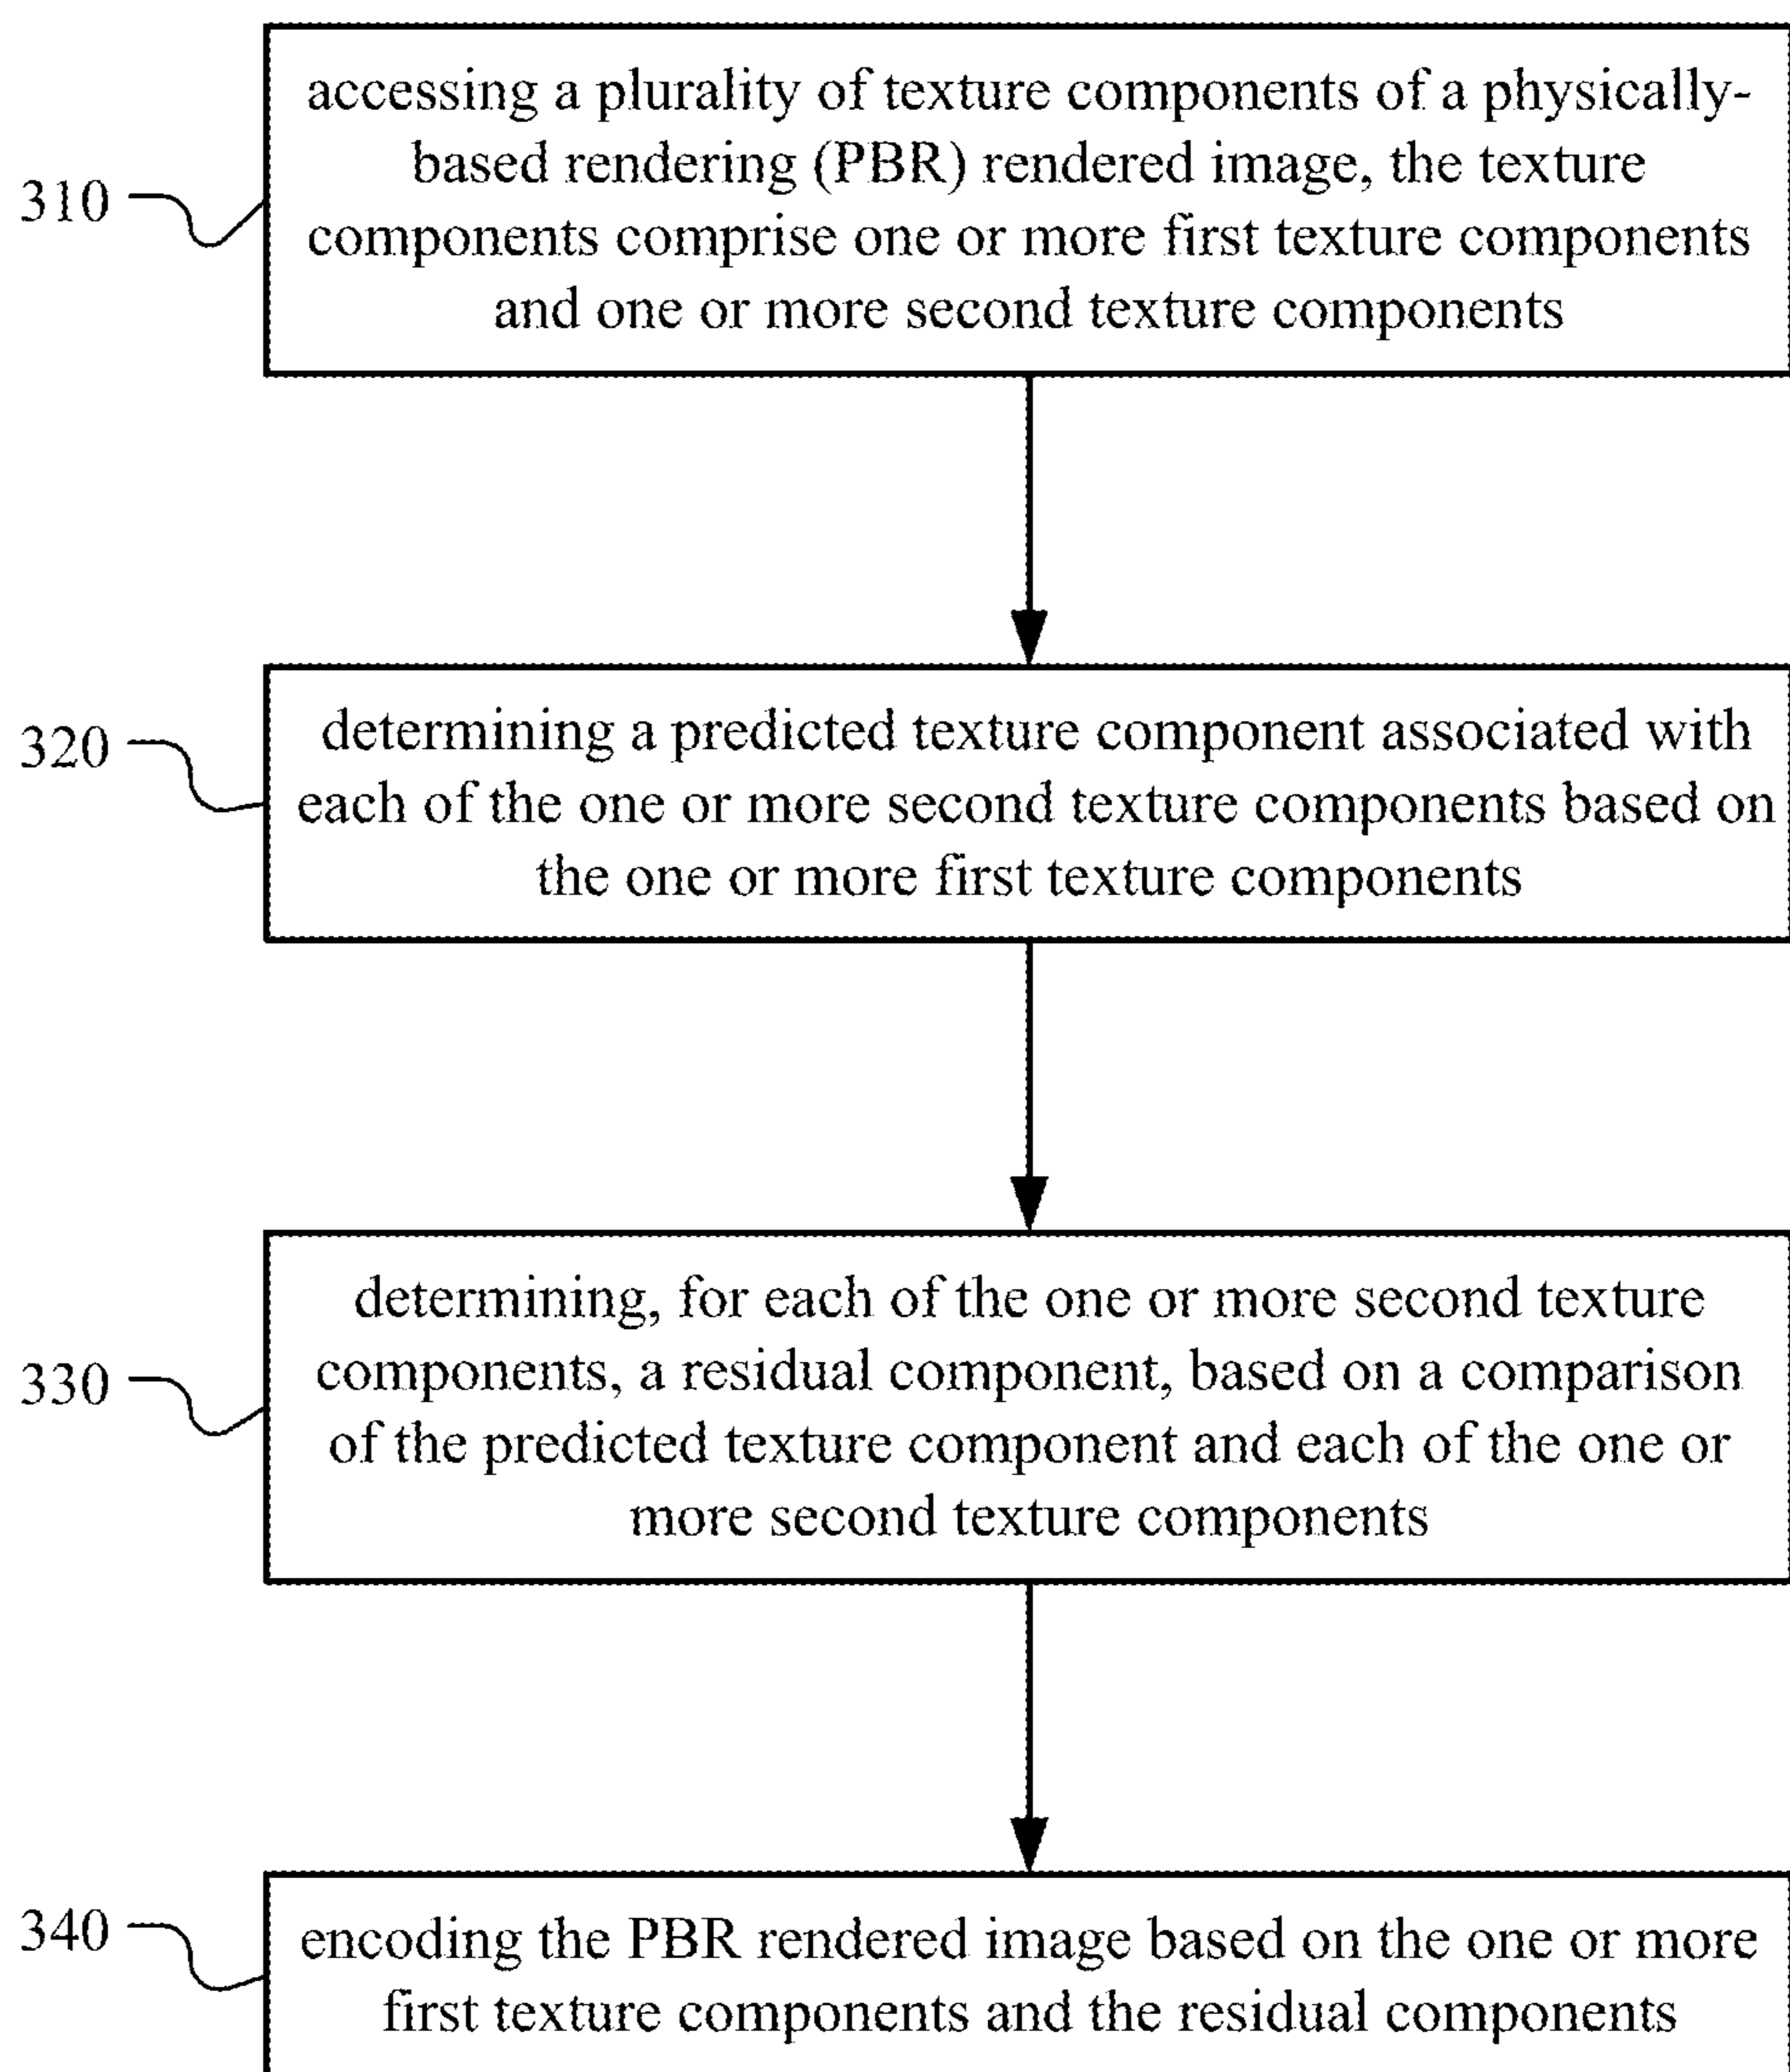 310
accessing a plurality of texture components of a physically-
based rendering (PBR) rendered image, the texture
components comprise one or more first texture components
and one or more second texture components
320
determining a predicted texture component associated with
each of the one or more second texture components based on
the one or more first texture components
330
determining, for each of the one or more second texture
components, a residual component, based on a comparison
of the predicted texture component and each of the one or
more second texture components
340
encoding the PBR rendered image based on the one or more
first texture components and the residual components